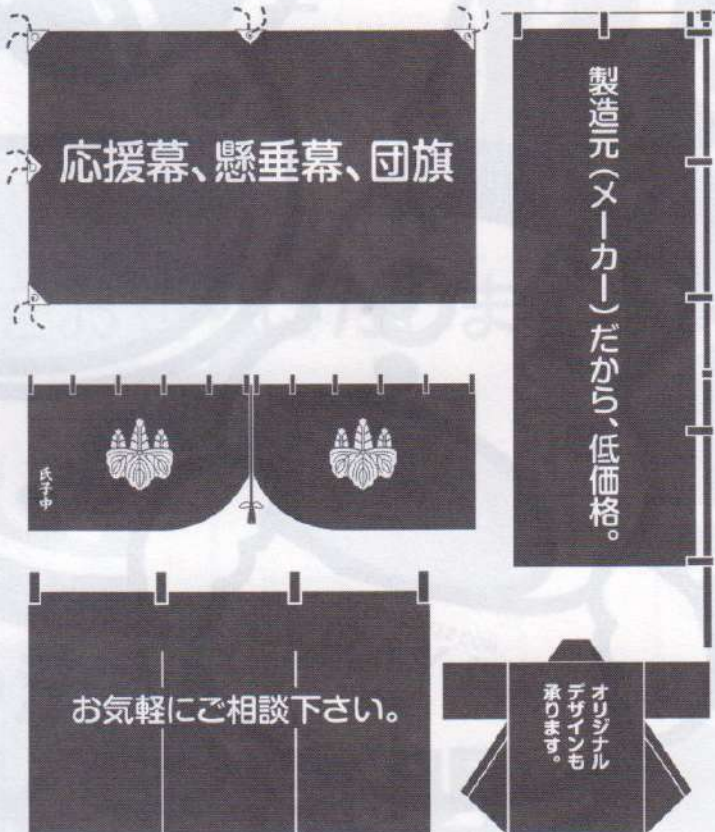 応援幕、懸垂幕、団旗
製造元(メーカー)だから、低価格。
氏子中
お気軽にご相談下さい。
オリジナル
デザインも
承ります。